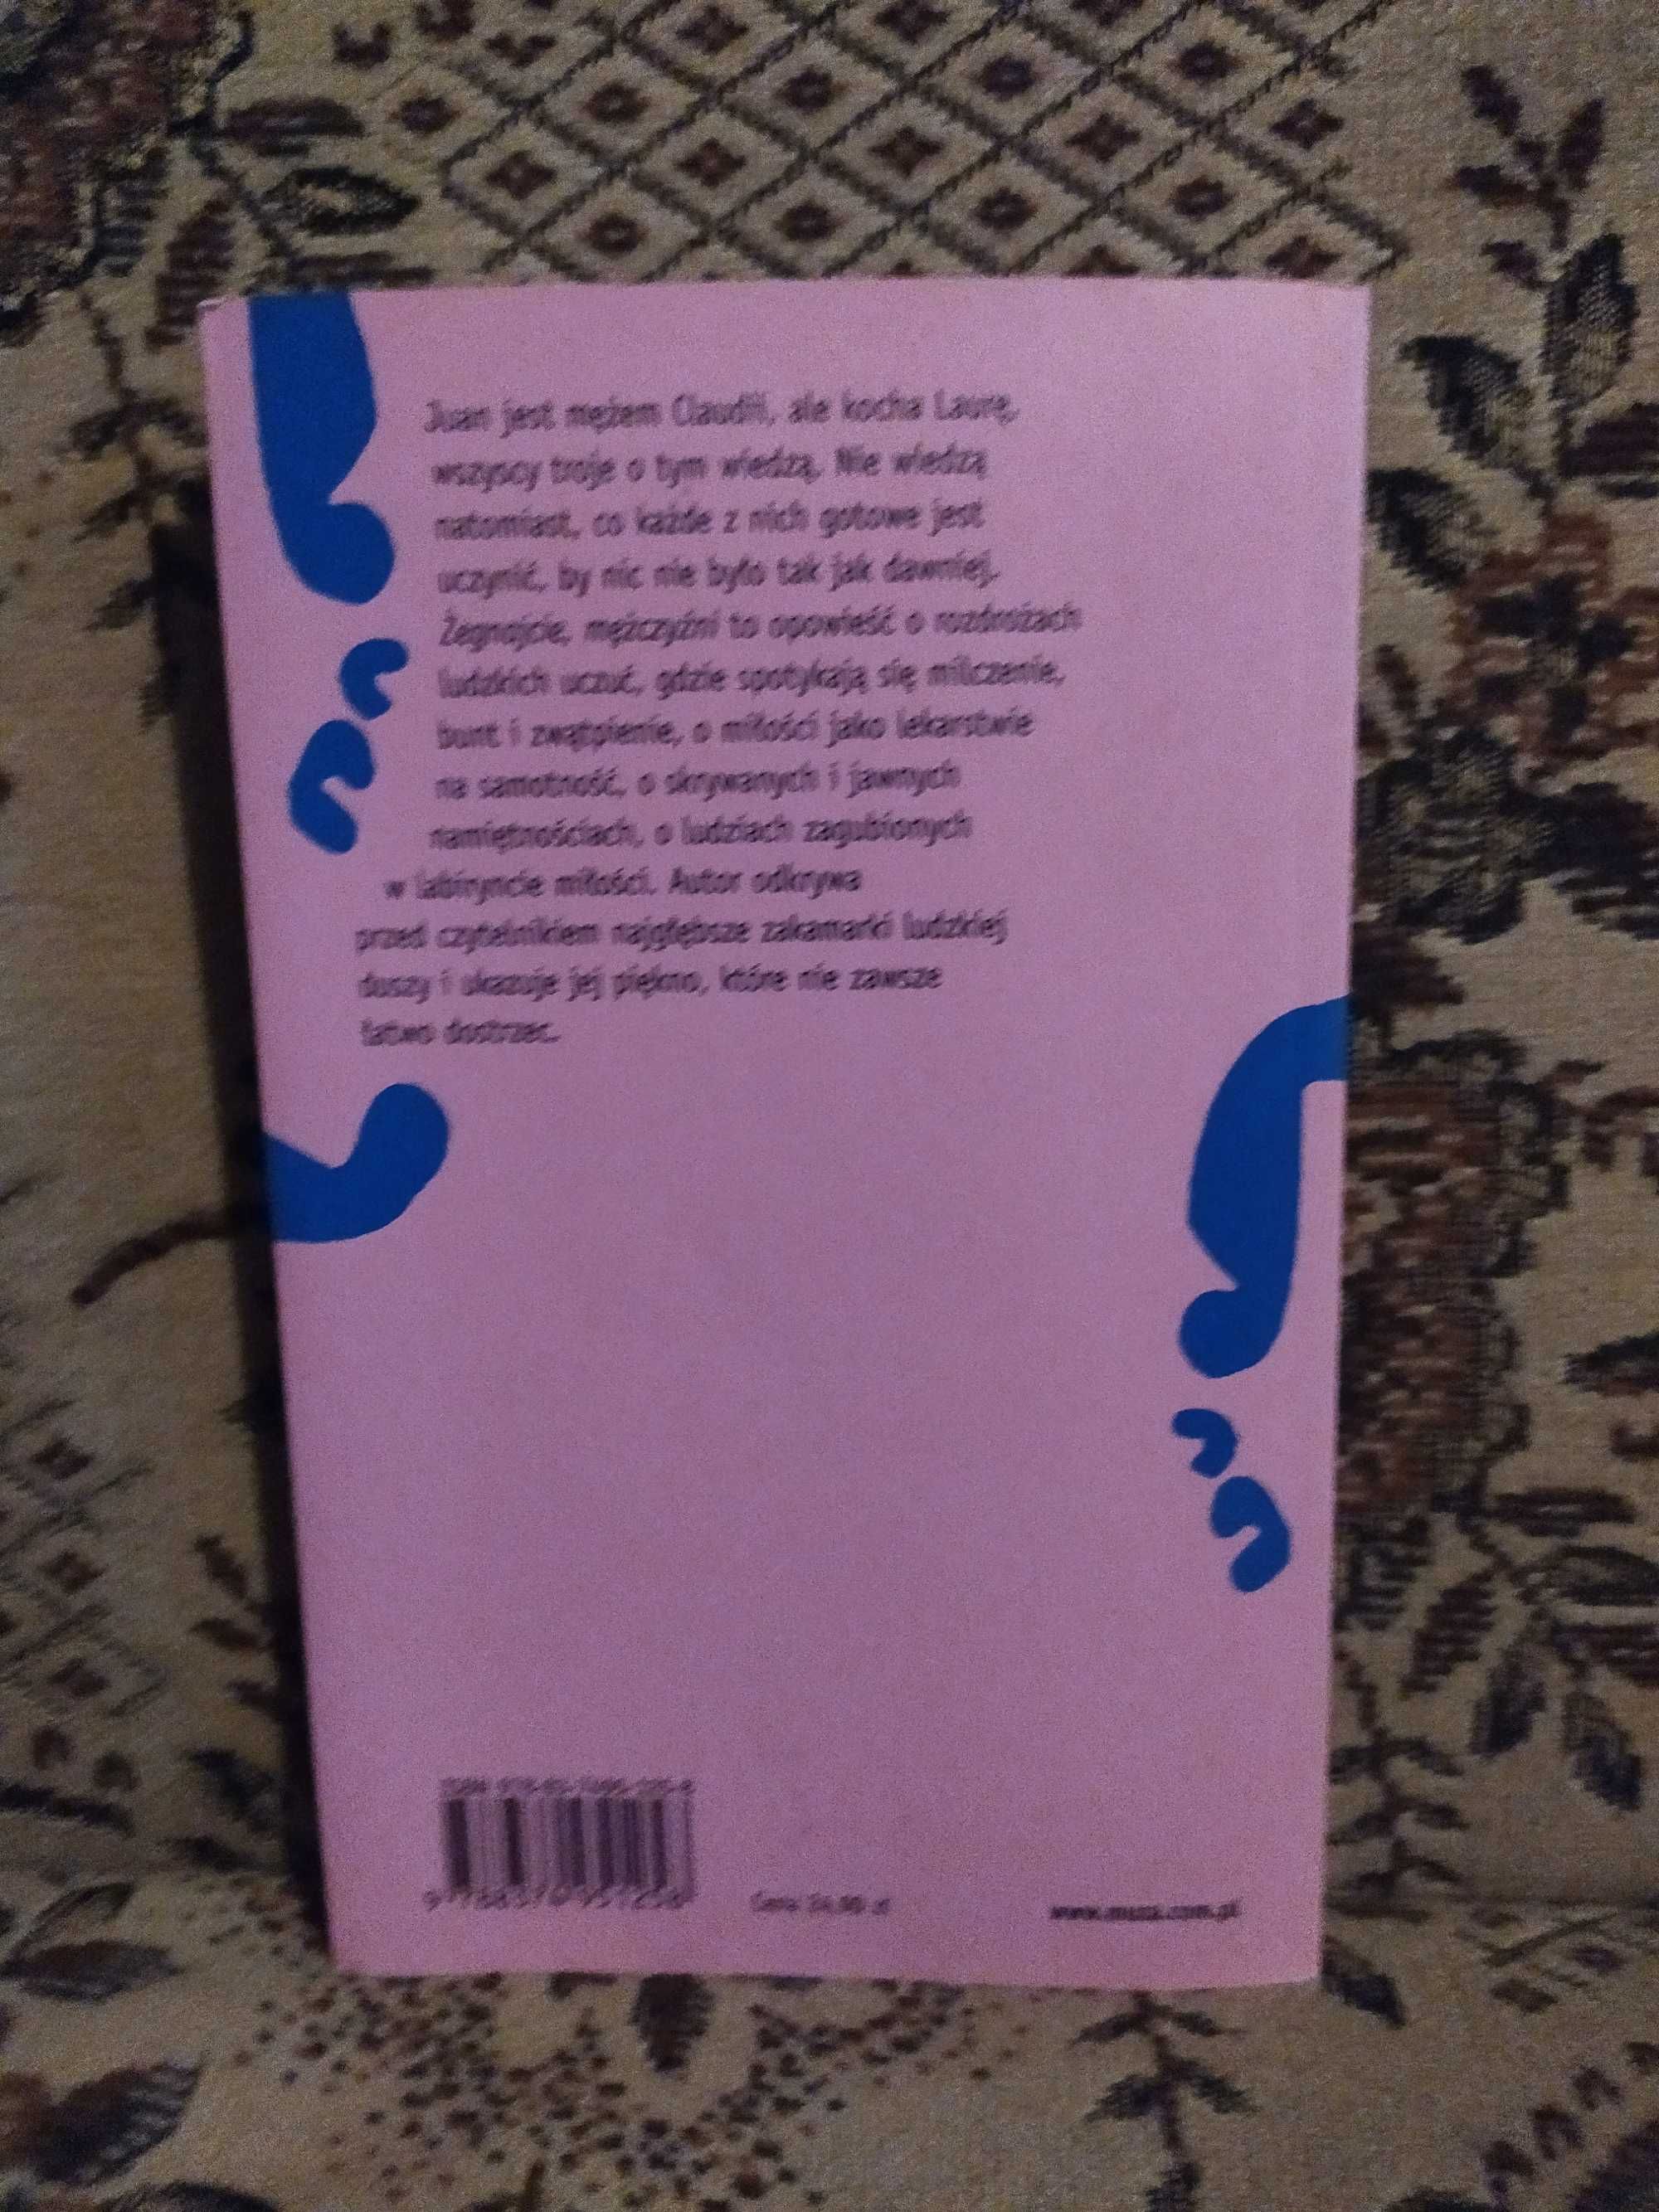 Juan jest mężem Claudii, ale kocha Laurę,
wszyscy troje o tym wiedzą. Nie wiedzą
natomiast, co każde z nich gotowe jest
uczynić, by nic nie było tak jak dawniej.
Żegnajcie, mężczyźni to opowieść o rozdrożach
ludzkich uczuć, gdzie spotykają się milczenie,
bunt i zwątpienie, o miłości jako lekarstwie
na samotność, o skrywanych i jawnych
namiętnościach, o ludziach zagubionych
w labiryncie miłości. Autor odkrywa
przed czytelnikiem najgłębsze zakamarki ludzkiej
duszy i ukazuje jej piękno, które nie zawsze
łatwo dostrzec.
ISBN
Cena zł
www.muza.com.pl